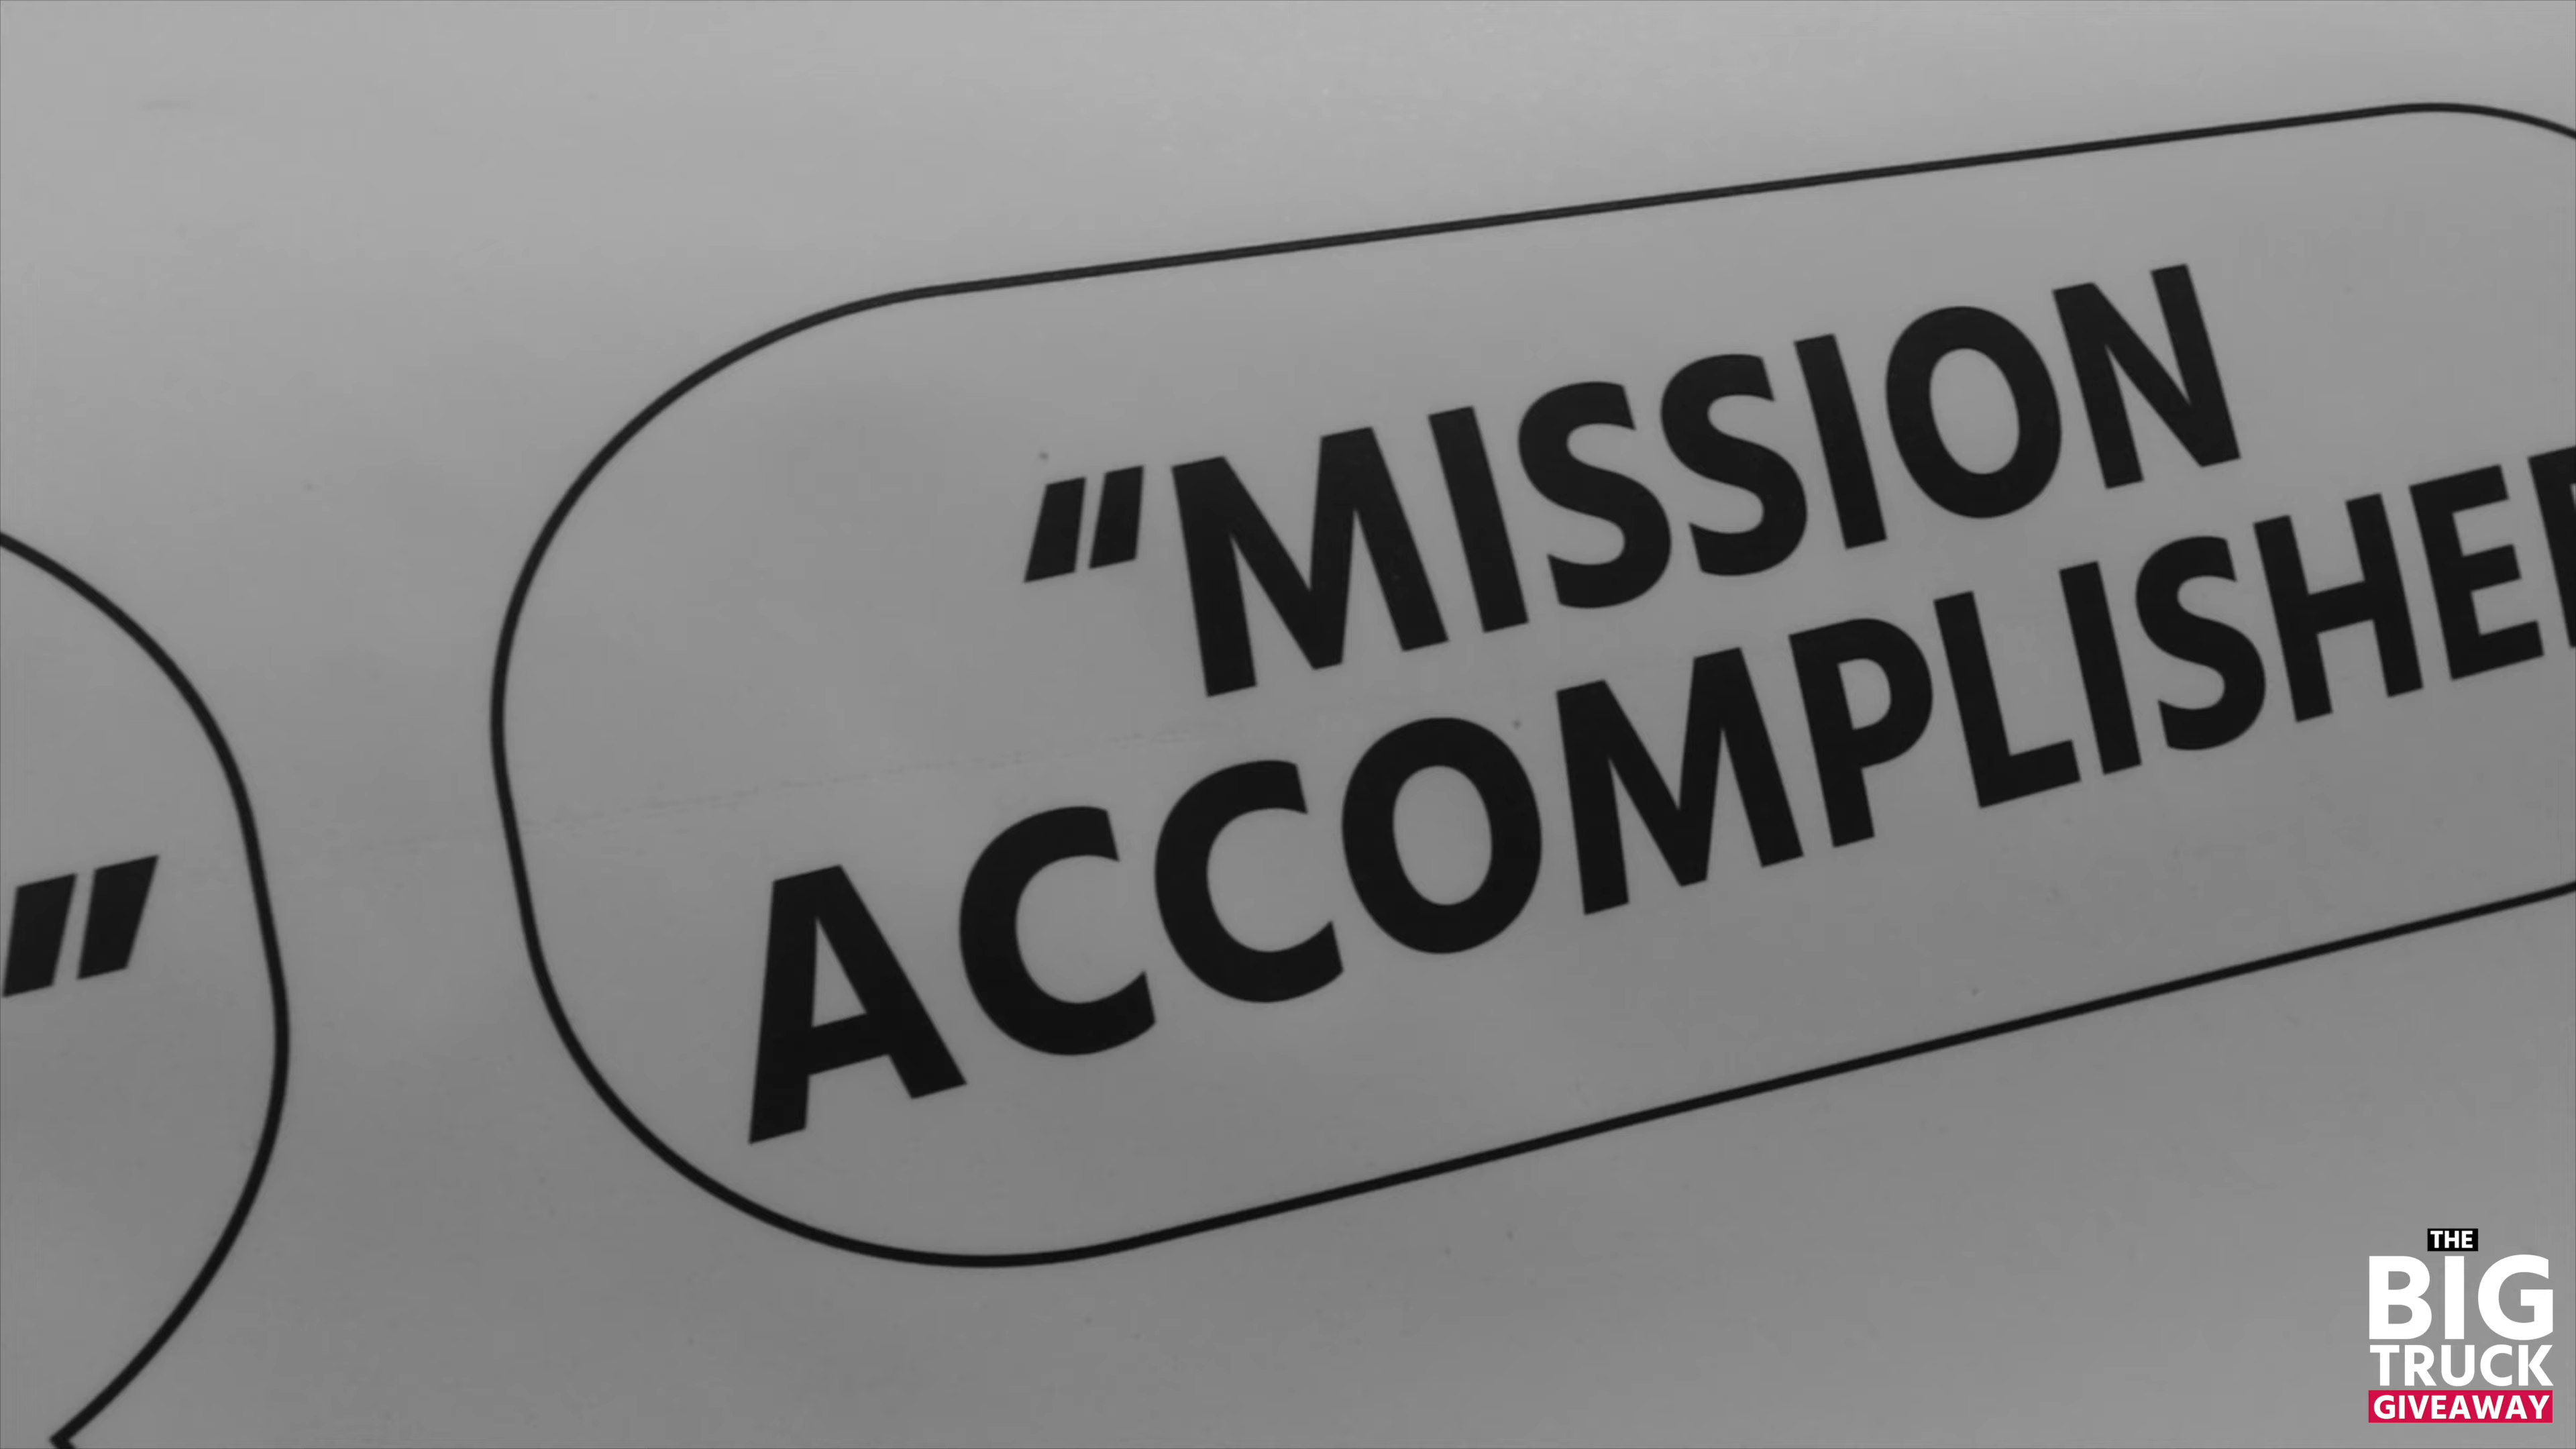 ”
“MISSION
ACCOMPLISHE
THE
BIG
TRUCK
GIVEAWAY